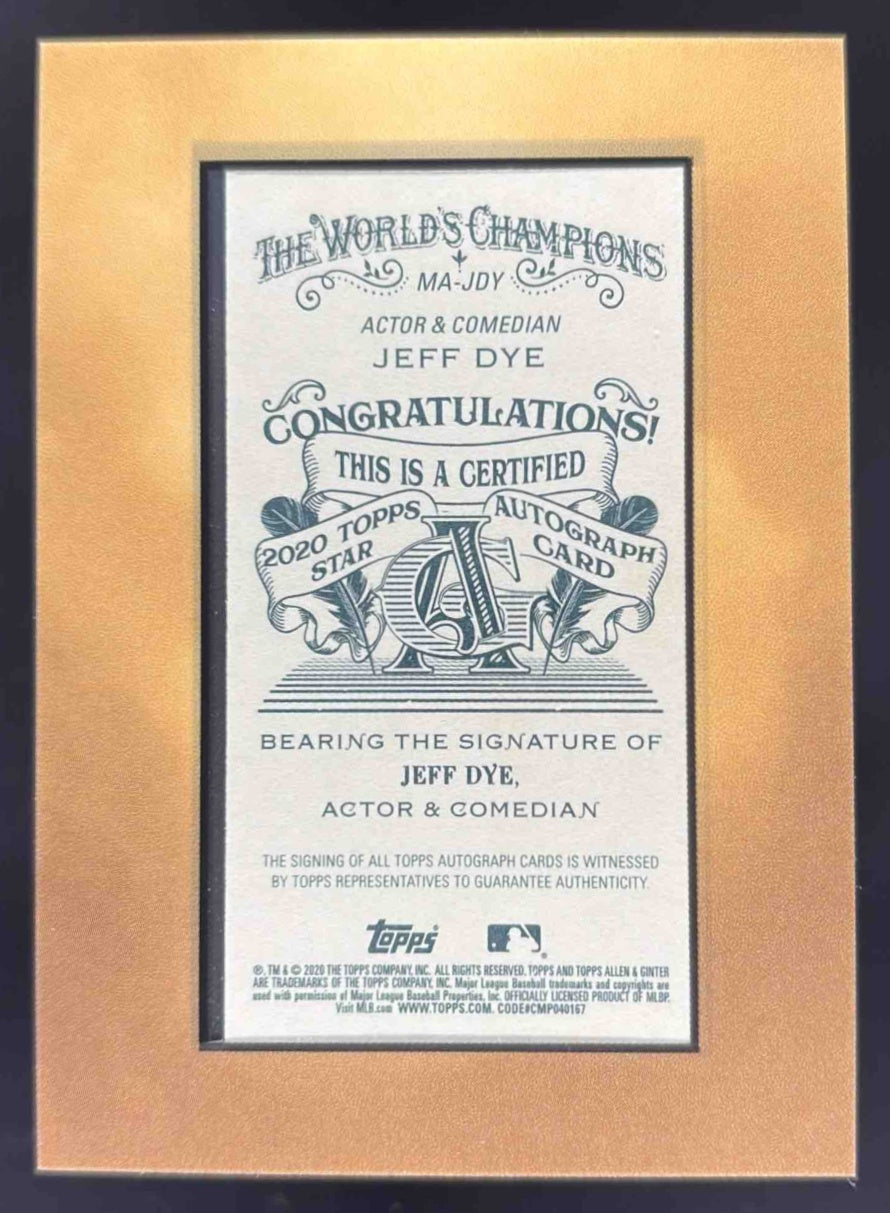 THE WORLD'S CHAMPIONS
MA-JDY
ACTOR & COMEDIAN
JEFF DYE
CONGRATULATIONS!
THIS IS A CERTIFIED
2020 TOPPS STAR
AUTOGRAPH CARD
AG
BEARING THE SIGNATURE OF
JEFF DYE,
ACTOR & COMEDIAN
THE SIGNING OF ALL TOPPS AUTOGRAPH CARDS IS WITNESSED
BY TOPPS REPRESENTATIVES TO GUARANTEE AUTHENTICITY.
topps
®, TM & © 2020 THE TOPPS COMPANY, INC. ALL RIGHTS RESERVED. TOPPS AND TOPPS ALLEN & GINTER
ARE TRADEMARKS OF THE TOPPS COMPANY, INC. Major League Baseball trademarks and copyrights are
used with permission of Major League Baseball Properties, Inc. OFFICIALLY LICENSED PRODUCT OF MLBP.
Visit MLB.com WWW.TOPPS.COM. CODE#CMP040167